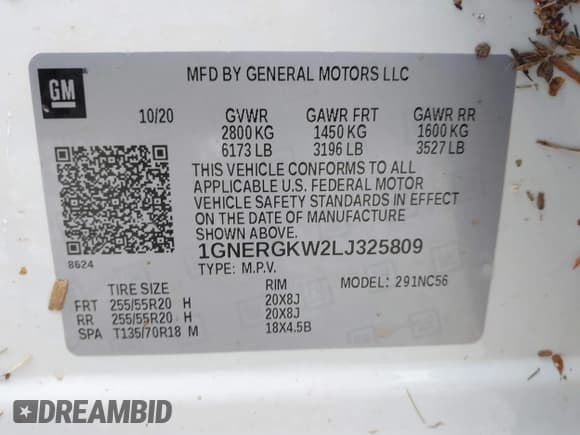 GM
MFD BY GENERAL MOTORS LLC
10/20 GVWR GAWR FRT GAWR RR
2800 KG 1450 KG 1600 KG
6173 LB 3196 LB 3527 LB
THIS VEHICLE CONFORMS TO ALL
APPLICABLE U.S. FEDERAL MOTOR
VEHICLE SAFETY STANDARDS IN EFFECT
ON THE DATE OF MANUFACTURE
SHOWN ABOVE.
8624
1GNERGKW2LJ325809
TYPE: M.P.V.
MODEL: 291NC56
TIRE SIZE RIM
FRT 255/55R20 H 20X8J
RR 255/55R20 H 20X8J
SPA T135/70R18 M 18X4.5B
$DREAMBID